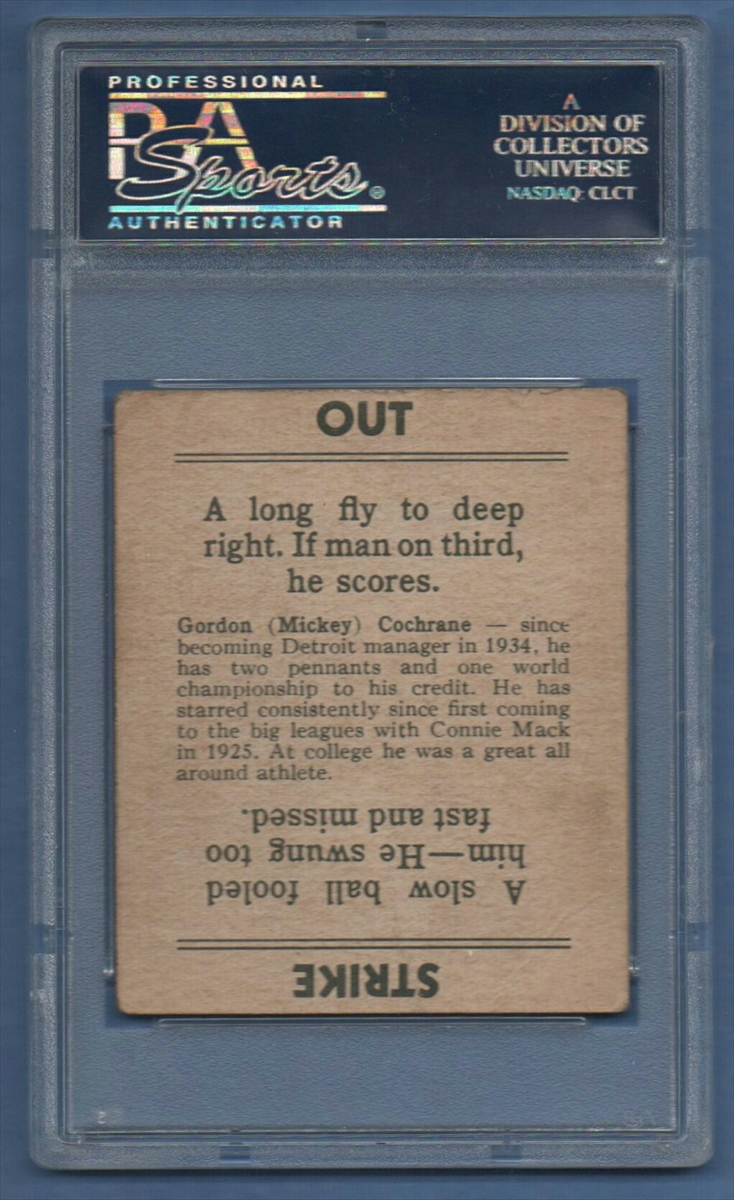 PROFESSIONAL
PSA
Sports®
AUTHENTICATOR
A
DIVISION OF
COLLECTORS
UNIVERSE
NASDAQ: CLCT
OUT
A long fly to deep
right. If man on third,
he scores.
Gordon (Mickey) Cochrane — since
becoming Detroit manager in 1934, he
has two pennants and one world
championship to his credit. He has
starred consistently since first coming
to the big leagues with Connie Mack
in 1925. At college he was a great all
around athlete.
STRIKE
A slow ball fooled
him—He swung too
fast and missed.